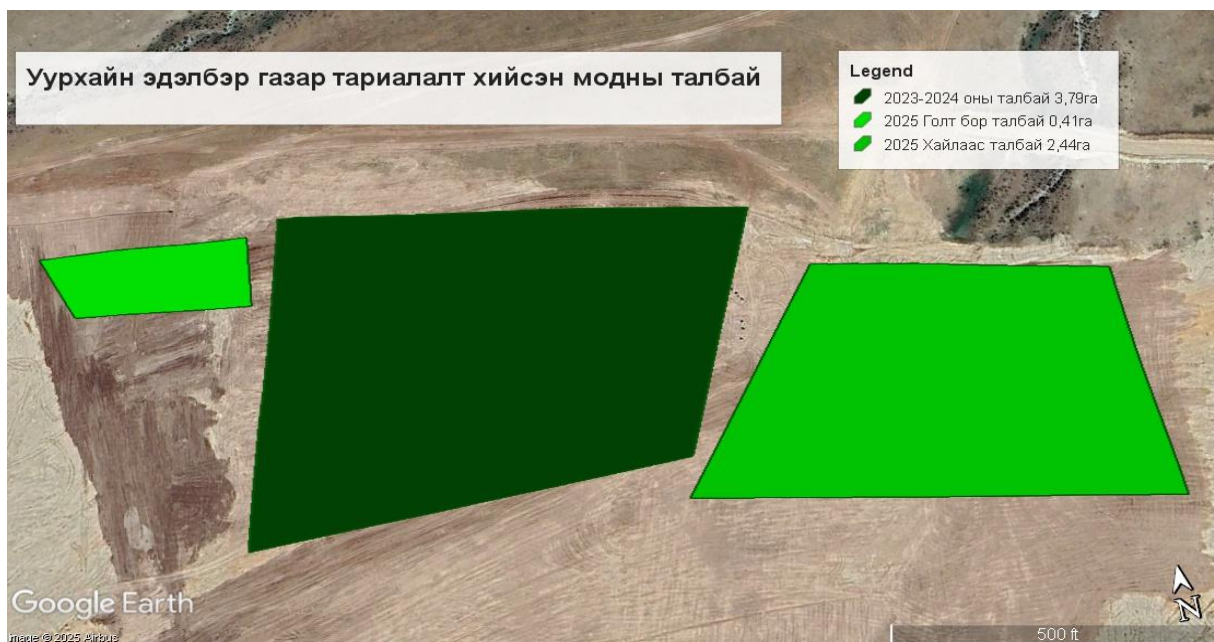 Уурхайн эдэлбэр газар тариалалт хийсэн модны талбай
Legend
2023-2024 оны талбай 3,79га
2025 Голт бор талбай 0,41га
2025 Хайлаас талбай 2,44га
Google Earth
Image © 2025 Airbus
500 ft
N